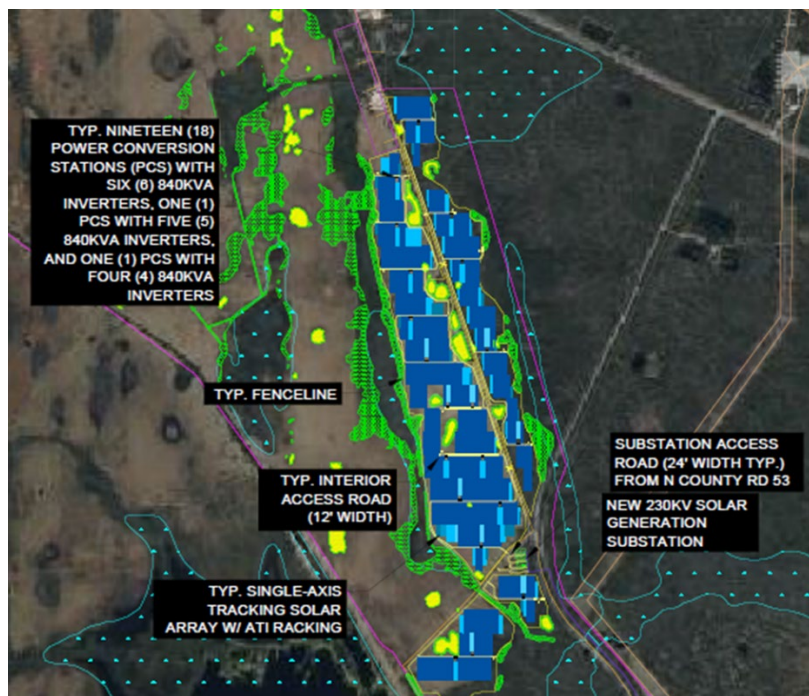 TYP. NINETEEN (18)
POWER CONVERSION
STATIONS (PCS) WITH
SIX (6) 840KVA
INVERTERS, ONE (1)
PCS WITH FIVE (5)
840KVA INVERTERS,
AND ONE (1) PCS WITH
FOUR (4) 840KVA
INVERTERS
TYP. FENCELINE
TYP. INTERIOR
ACCESS ROAD
(12' WIDTH)
TYP. SINGLE-AXIS
TRACKING SOLAR
ARRAY W/ ATI RACKING
SUBSTATION ACCESS
ROAD (24' WIDTH TYP.)
FROM N COUNTY RD 53
NEW 230KV SOLAR
GENERATION
SUBSTATION